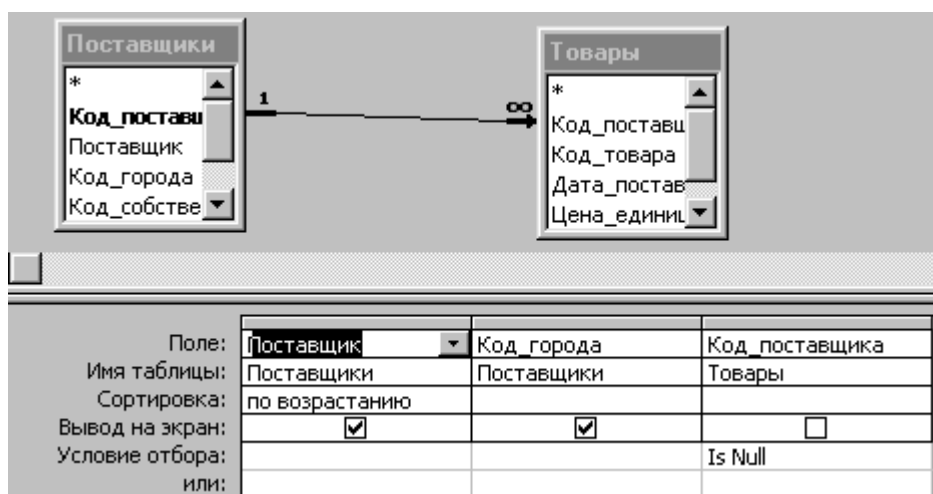 Поставщики
*
Код_постави
Поставщик
Код_города
Код_собстве
1
∞
Товары
*
Код_поставщ
Код_товара
Дата_постав
Цена_единиц
Поле: Поставщик Код_города Код_поставщика
Имя таблицы: Поставщики Поставщики Товары
Сортировка: по возрастанию
Вывод на экран:
Условие отбора: Is Null
или: